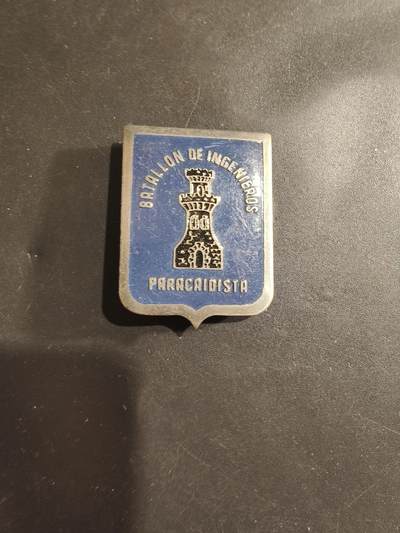 BATALLON DE INGENIEROS
PARACAIDISTA